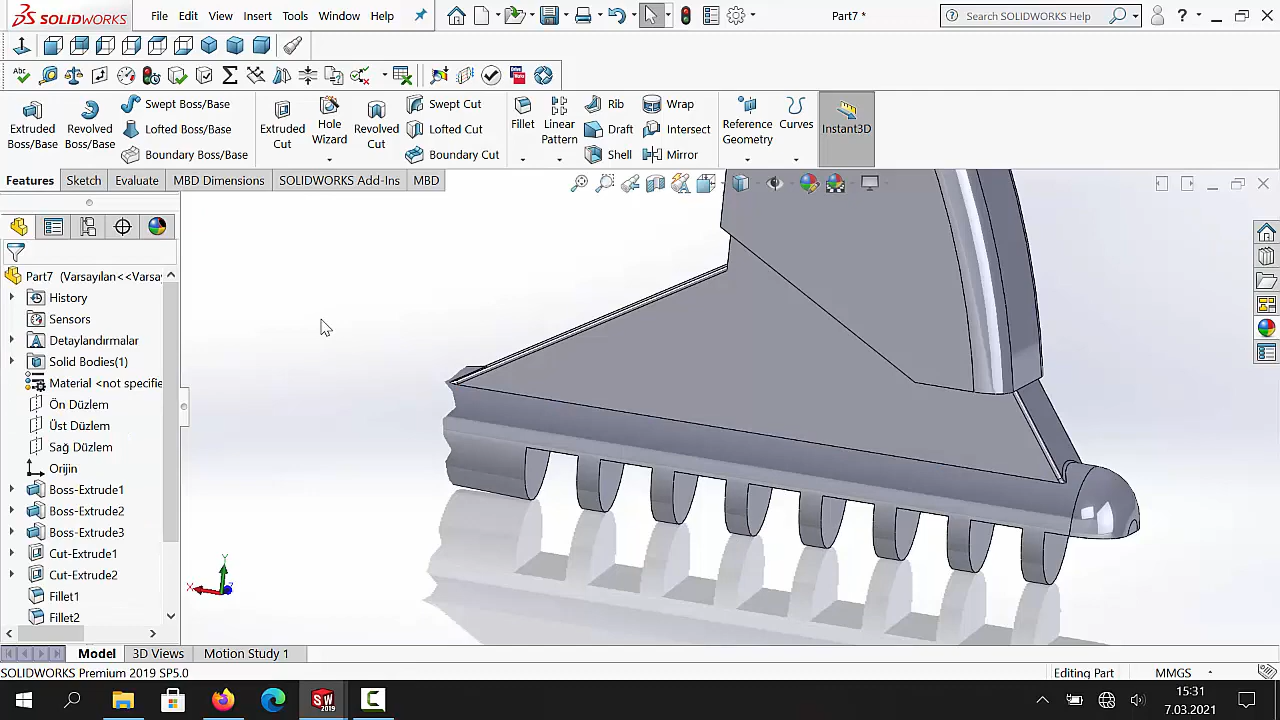 SOLIDWORKS File Edit View Insert Tools Window Help Part7 * Search SOLIDWORKS Help ?
Abc
Extruded Boss/Base
Revolved Boss/Base
Swept Boss/Base
Lofted Boss/Base
Boundary Boss/Base
Extruded Cut
Hole Wizard
Revolved Cut
Swept Cut
Lofted Cut
Boundary Cut
Fillet
Linear Pattern
Rib
Draft
Shell
Wrap
Intersect
Mirror
Reference Geometry
Curves
Instant3D
Features Sketch Evaluate MBD Dimensions SOLIDWORKS Add-Ins MBD
Part7 (Varsayılan<<Varsa
History
Sensors
Detaylandırmalar
Solid Bodies(1)
Material <not specifie
Ön Düzlem
Üst Düzlem
Sağ Düzlem
Orijin
Boss-Extrude1
Boss-Extrude2
Boss-Extrude3
Cut-Extrude1
Cut-Extrude2
Fillet1
Fillet2
Y
X
Z
Model 3D Views Motion Study 1
SOLIDWORKS Premium 2019 SP5.0 Editing Part MMGS
SW
2019
15:31
7.03.2021